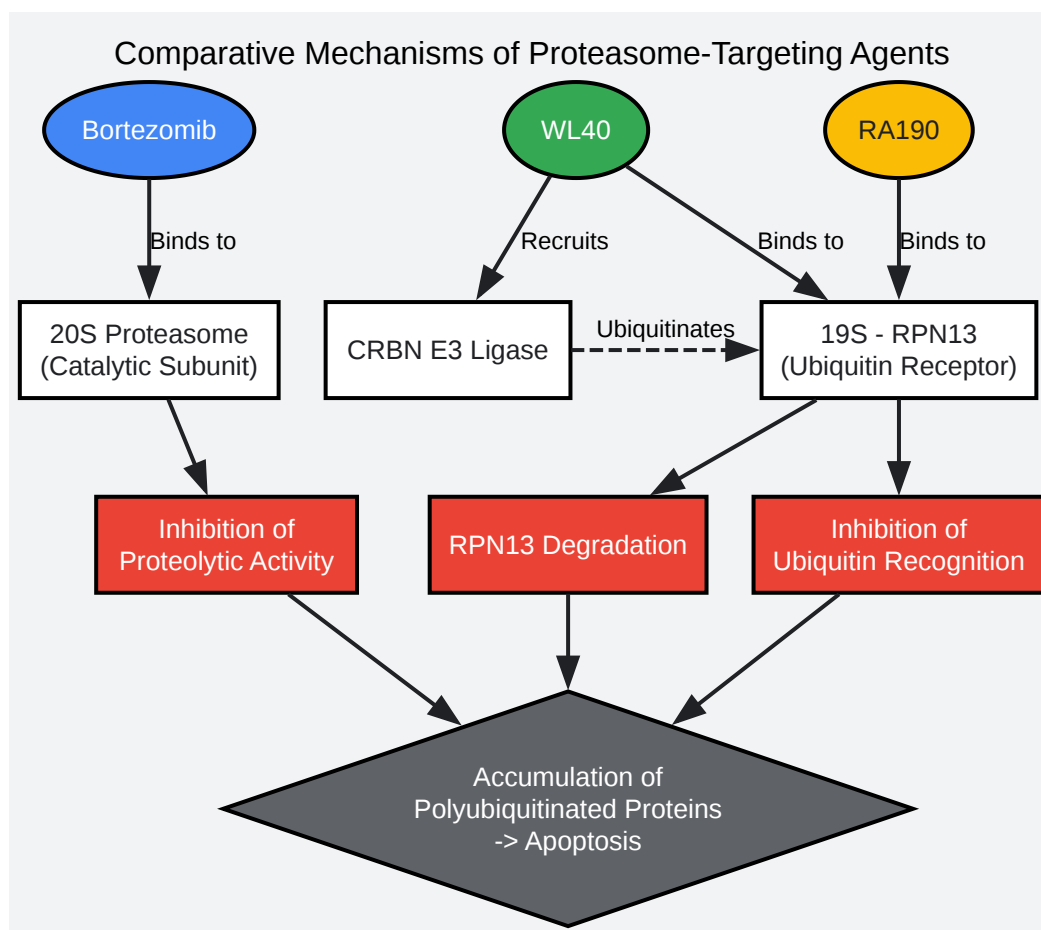 Comparative Mechanisms of Proteasome-Targeting Agents
Bortezomib
WL40
RA190
Binds to
Recruits
Binds to
Binds to
20S Proteasome
(Catalytic Subunit)
CRBN E3 Ligase
Ubiquitinates
19S - RPN13
(Ubiquitin Receptor)
Inhibition of
Proteolytic Activity
RPN13 Degradation
Inhibition of
Ubiquitin Recognition
Accumulation of
Polyubiquitinated Proteins
-> Apoptosis